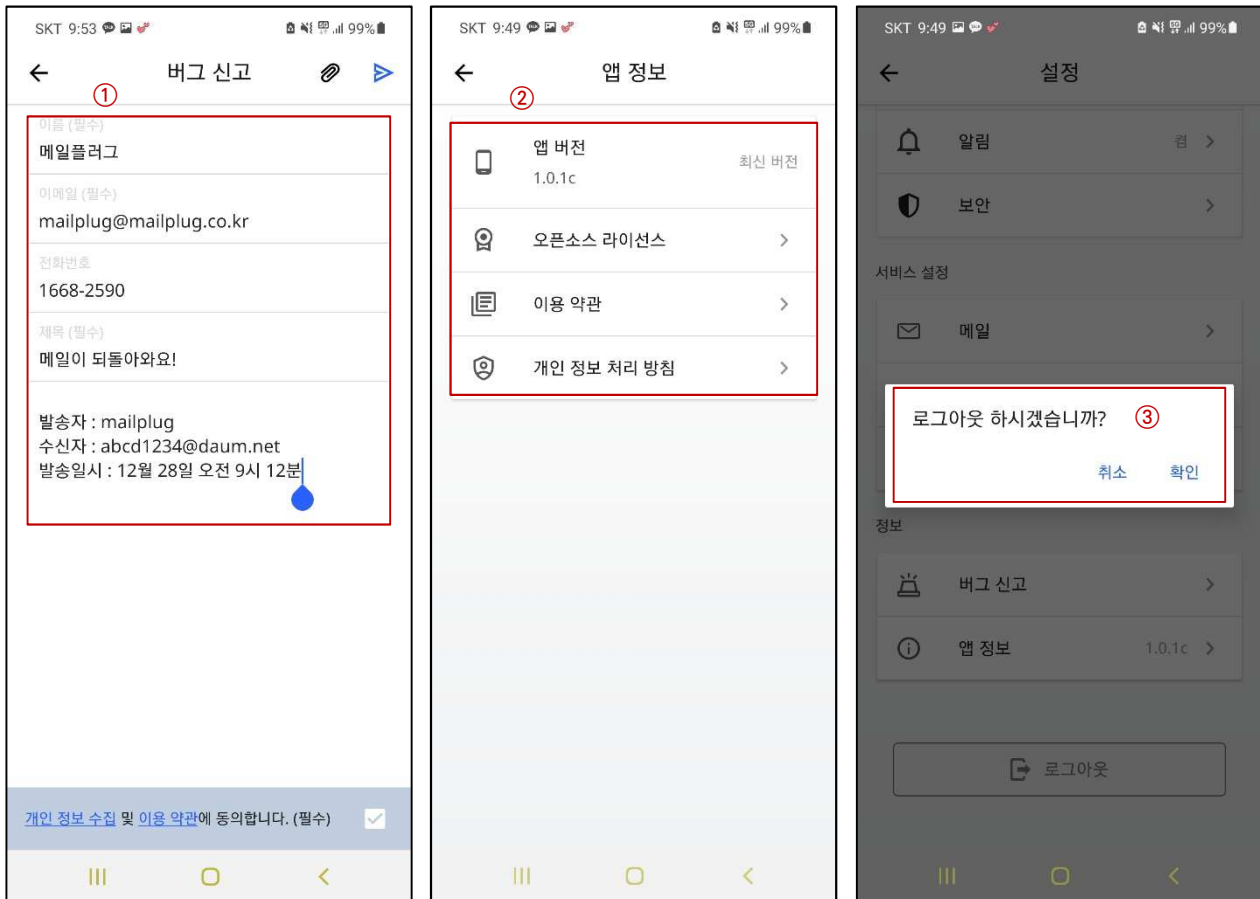 SKT 9:53 99%
버그 신고
①
이름 (필수)
메일플러그
이메일 (필수)
mailplug@mailplug.co.kr
전화번호
1668-2590
제목 (필수)
메일이 되돌아와요!
발송자 : mailplug
수신자 : abcd1234@daum.net
발송일시 : 12월 28일 오전 9시 12분
개인 정보 수집 및 이용 약관에 동의합니다. (필수)
SKT 9:49 99%
앱 정보
②
앱 버전
1.0.1c
최신 버전
오픈소스 라이선스
이용 약관
개인 정보 처리 방침
SKT 9:49 99%
설정
알림 켬
보안
서비스 설정
메일
로그아웃 하시겠습니까? ③
취소 확인
정보
버그 신고
앱 정보 1.0.1c
로그아웃